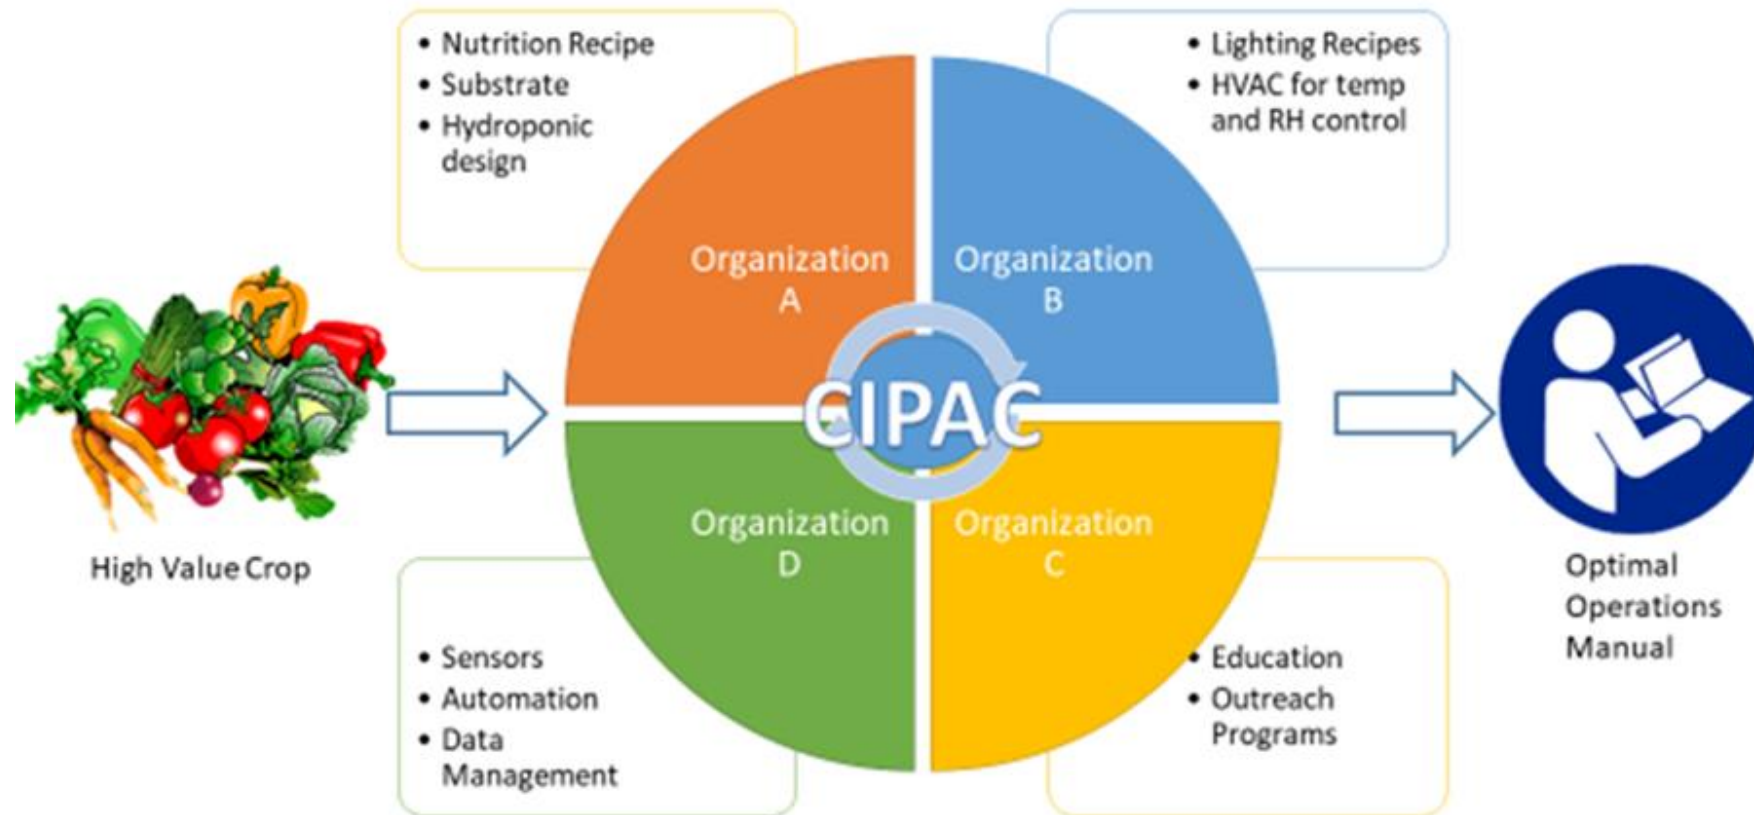 • Nutrition Recipe
• Substrate
• Hydroponic
design
• Lighting Recipes
• HVAC for temp
and RH control
Organization
A
Organization
B
CIPAC
High Value Crop
Organization
D
Organization
C
Optimal
Operations
Manual
• Sensors
• Automation
• Data
Management
• Education
• Outreach
Programs